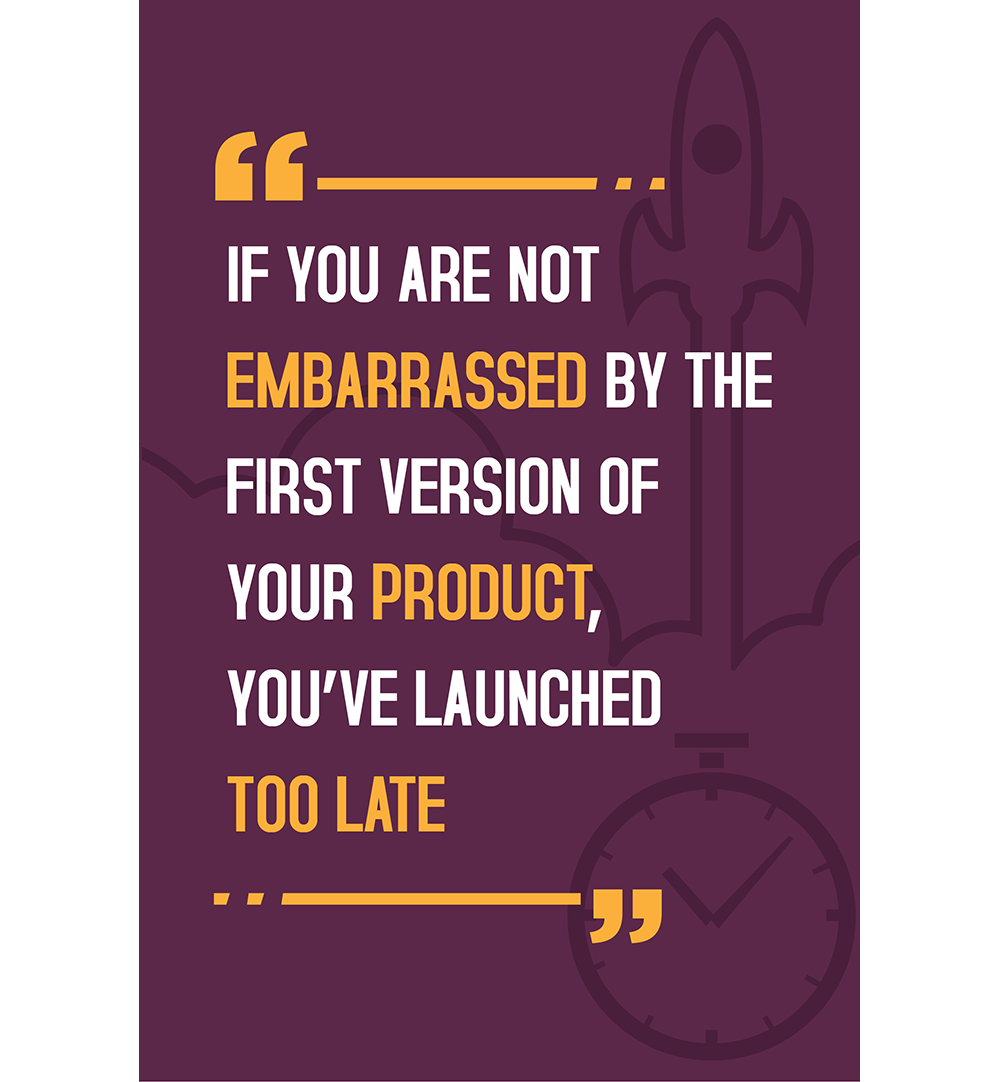 “
IF YOU ARE NOT
EMBARRASSED BY THE
FIRST VERSION OF
YOUR PRODUCT,
YOU’VE LAUNCHED
TOO LATE
”